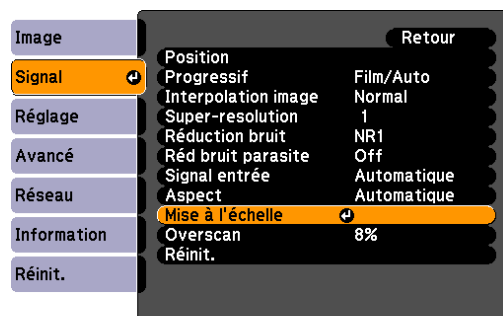 Image
Signal
Réglage
Avancé
Réseau
Information
Réinit.
Retour
Position
Progressif Film/Auto
Interpolation image Normal
Super-resolution 1
Réduction bruit NR1
Réd bruit parasite Off
Signal entrée Automatique
Aspect Automatique
Mise à l'échelle
Overscan 8%
Réinit.